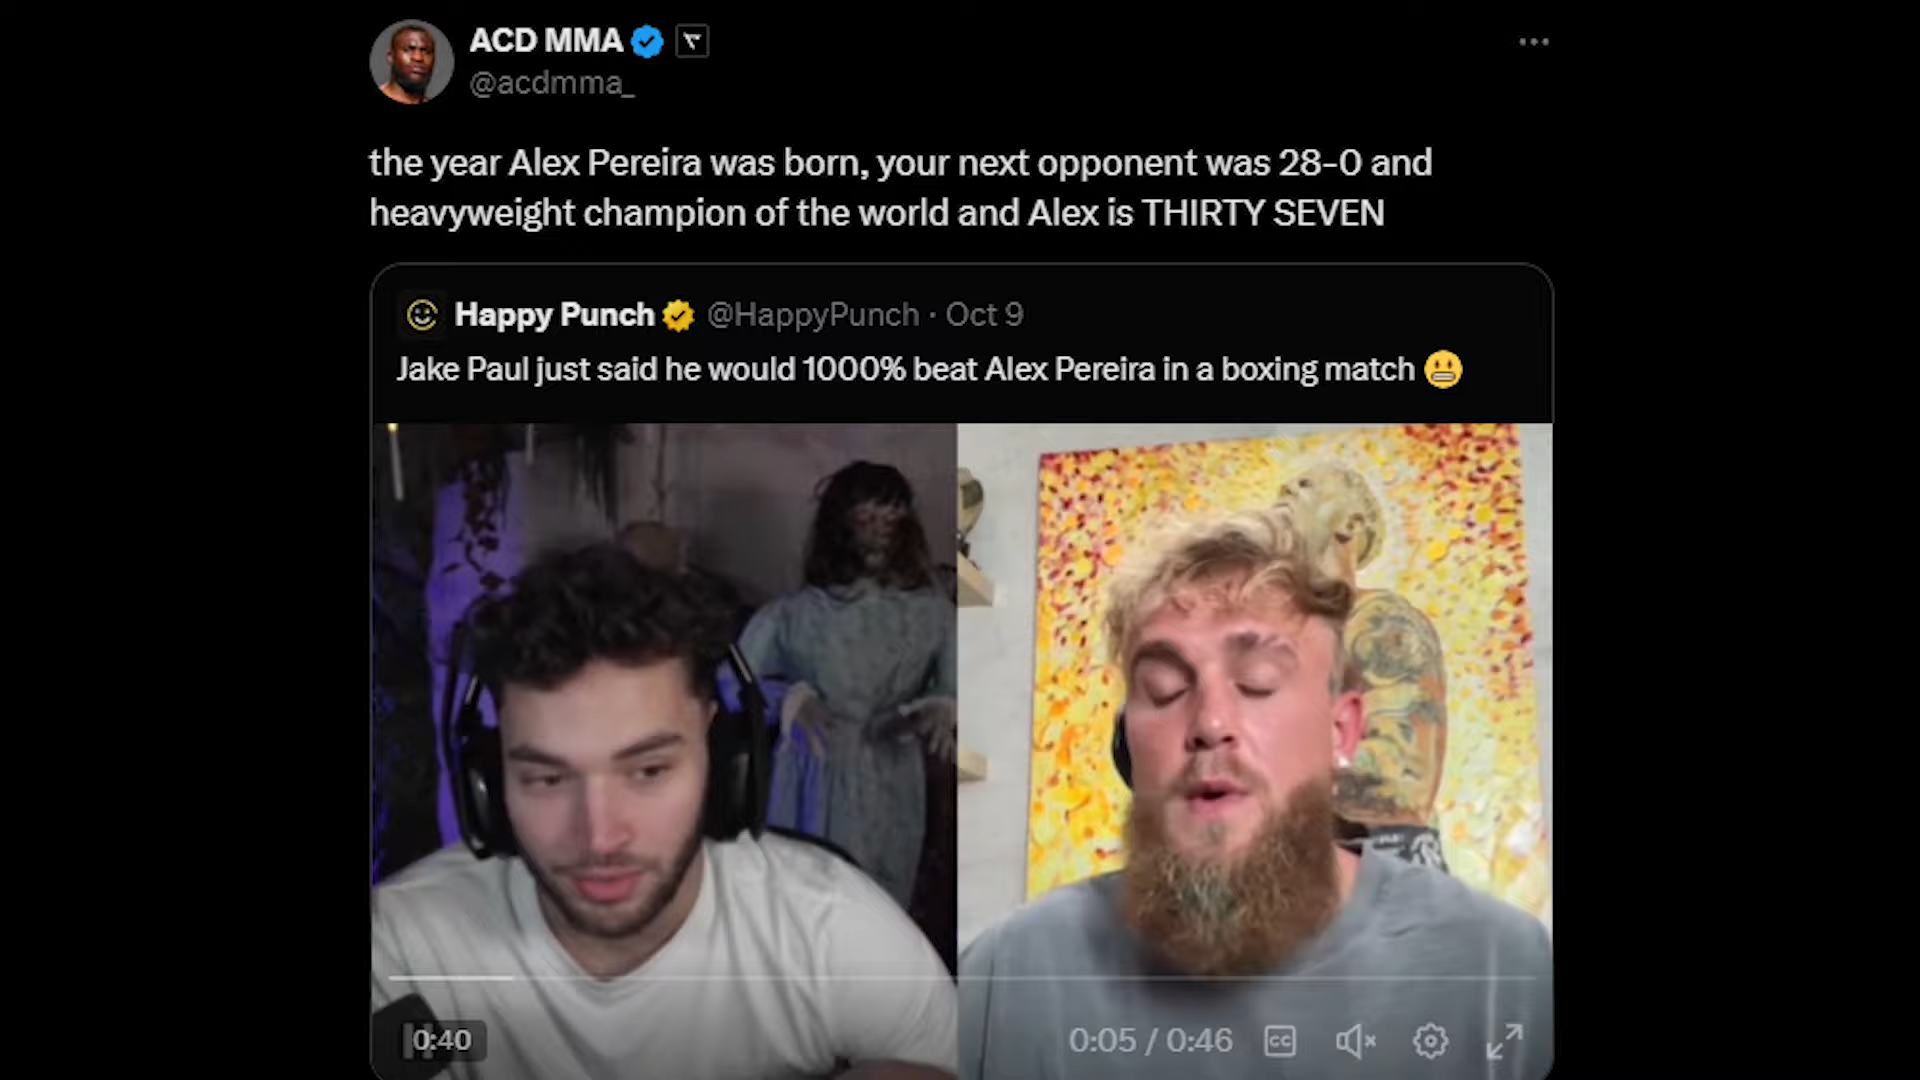 ACD MMA
@acdmma_
the year Alex Pereira was born, your next opponent was 28-0 and
heavyweight champion of the world and Alex is THIRTY SEVEN
Happy Punch @HappyPunch · Oct 9
Jake Paul just said he would 1000% beat Alex Pereira in a boxing match 😬
0:40
0:05 / 0:46
CC